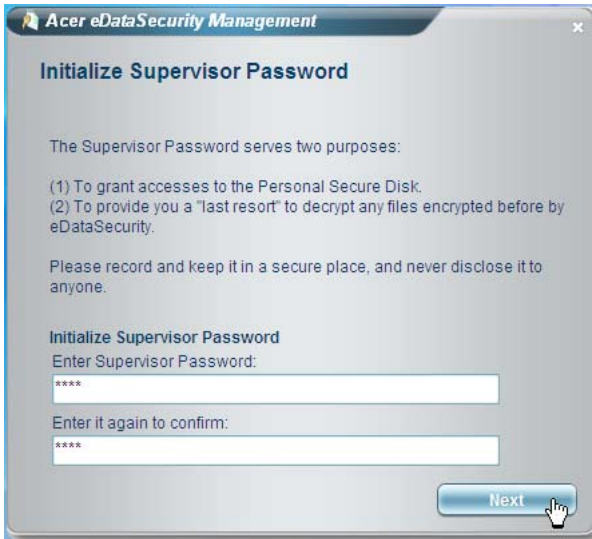 Acer eDataSecurity Management
Initialize Supervisor Password
The Supervisor Password serves two purposes:
(1) To grant accesses to the Personal Secure Disk.
(2) To provide you a "last resort" to decrypt any files encrypted before by
eDataSecurity.
Please record and keep it in a secure place, and never disclose it to
anyone.
Initialize Supervisor Password
Enter Supervisor Password:
****
Enter it again to confirm:
****
Next